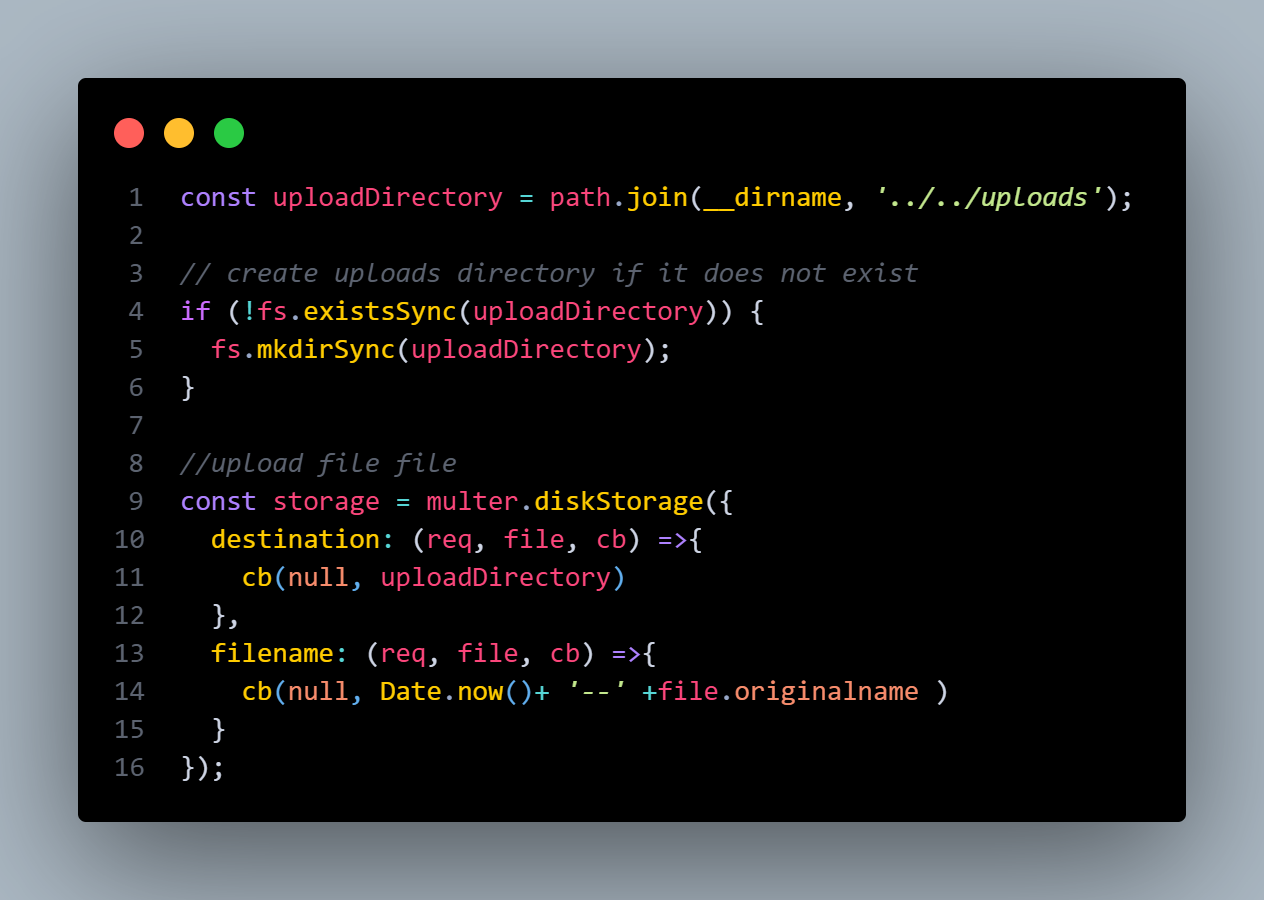 1 const uploadDirectory = path.join(__dirname, '../../uploads');
2
3 // create uploads directory if it does not exist
4 if (!fs.existsSync(uploadDirectory)) {
5   fs.mkdirSync(uploadDirectory);
6 }
7
8 //upload file file
9 const storage = multer.diskStorage({
10   destination: (req, file, cb) =>{
11     cb(null, uploadDirectory)
12   },
13   filename: (req, file, cb) =>{
14     cb(null, Date.now()+ '--' +file.originalname )
15   }
16 });